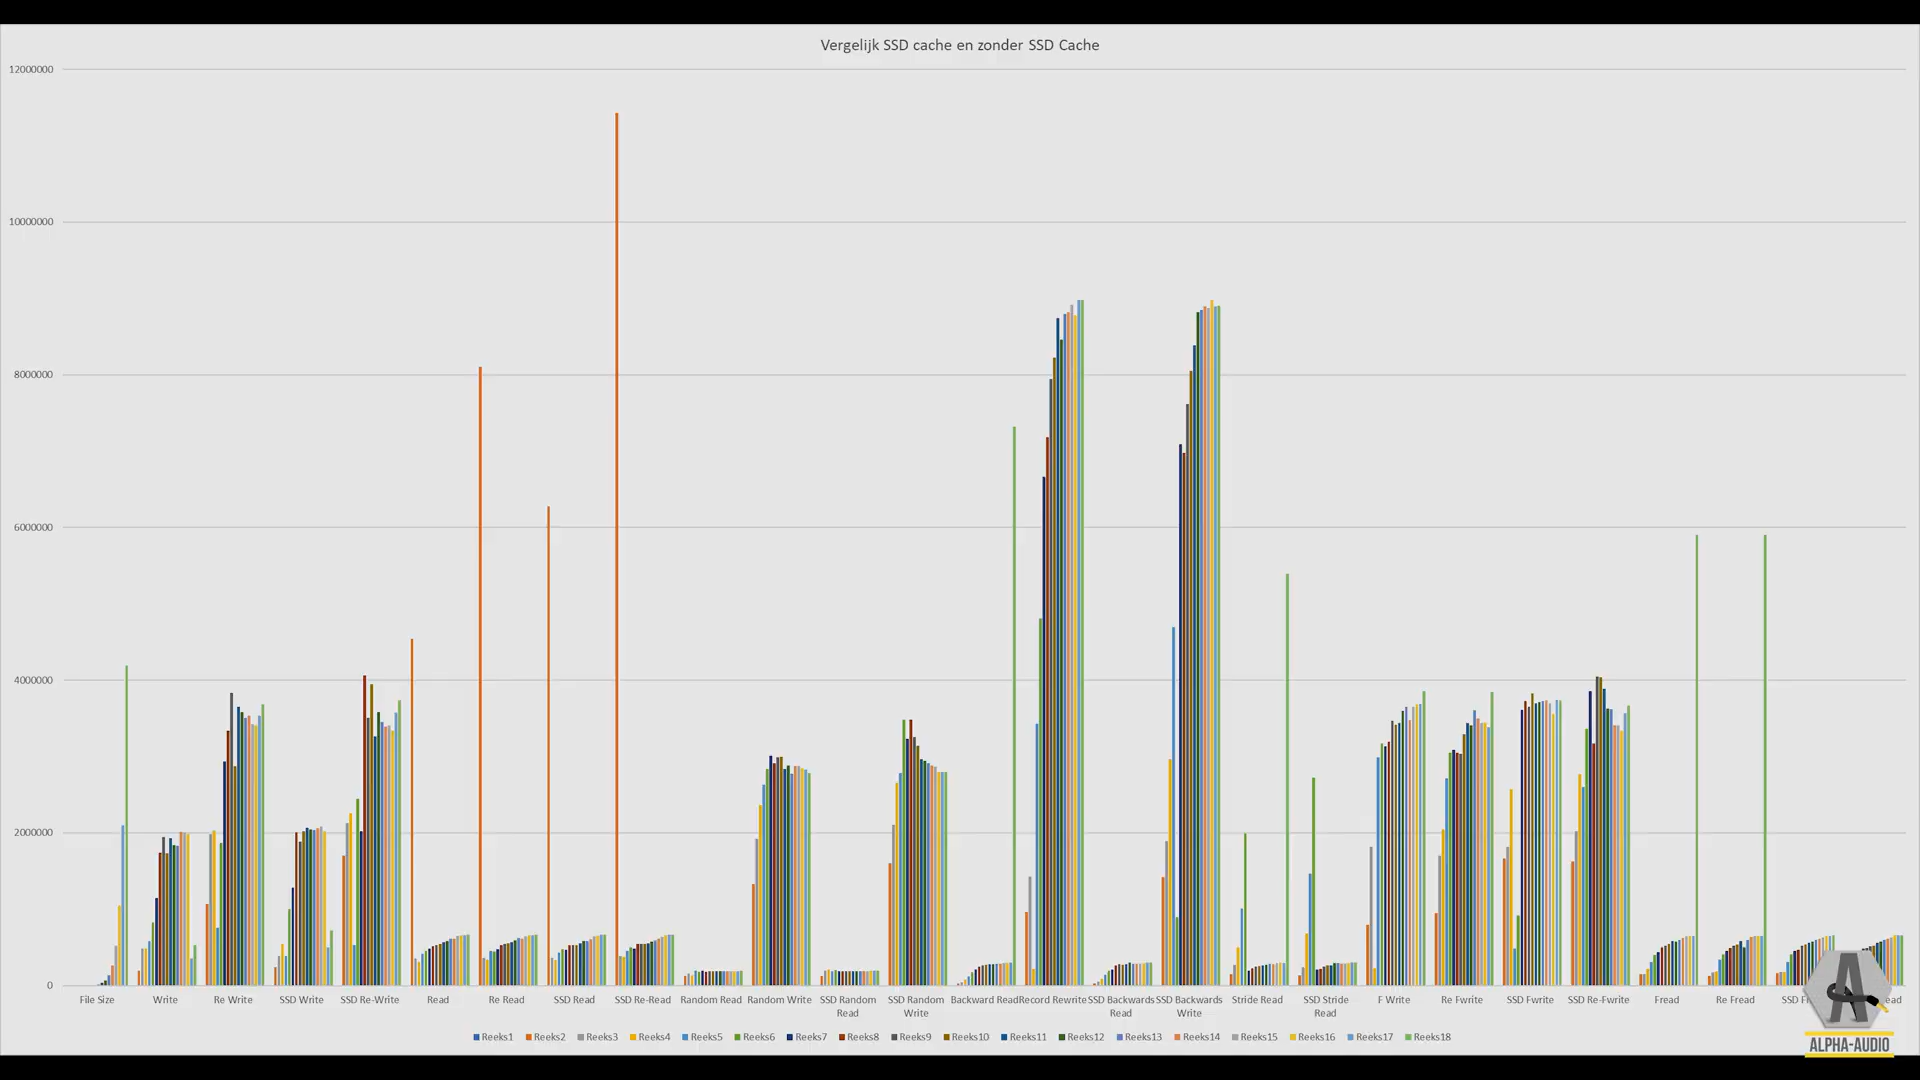 Vergelijk SSD cache en zonder SSD Cache
12000000
10000000
8000000
6000000
4000000
2000000
0
File Size
Write
Re Write
SSD Write
SSD Re-Write
Read
Re Read
SSD Read
SSD Re-Read
Random Read
Random Write
SSD Random
Read
SSD Random
Write
Backward Read
Record Rewrite
SSD Backwards
Read
SSD Backwards
Write
Stride Read
SSD Stride
Read
F Write
Re Fwrite
SSD Fwrite
SSD Re-Fwrite
Fread
Re Fread
SSD
Reeks1
Reeks2
Reeks3
Reeks4
Reeks5
Reeks6
Reeks7
Reeks8
Reeks9
Reeks10
Reeks11
Reeks12
Reeks13
Reeks14
Reeks15
Reeks16
Reeks17
Reeks18
ALPHA-AUDIO